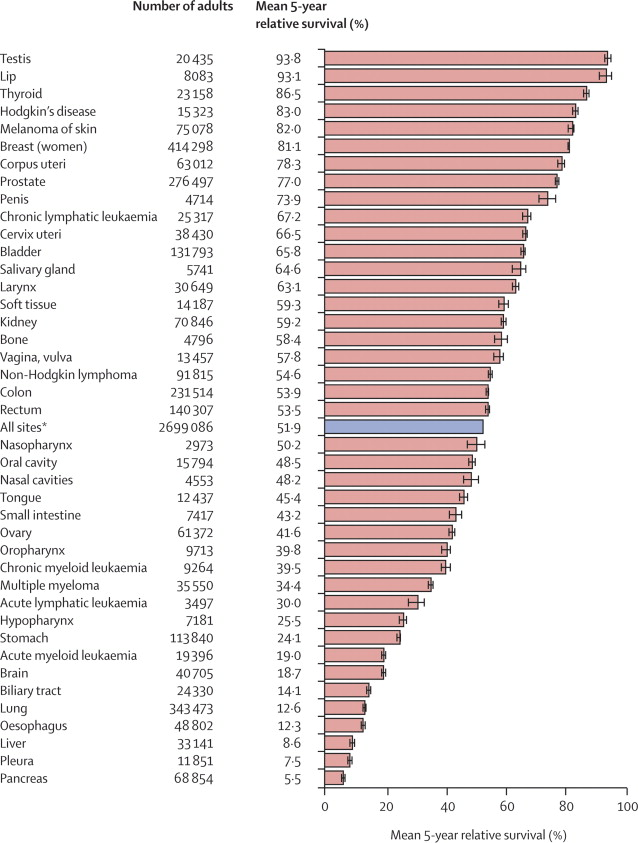 Number of adults Mean 5-year
relative survival (%)
Testis 20 435 93·8
Lip 8083 93·1
Thyroid 23 158 86·5
Hodgkin's disease 15 323 83·0
Melanoma of skin 75 078 82·0
Breast (women) 414 298 81·1
Corpus uteri 63 012 78·3
Prostate 276 497 77·0
Penis 4714 73·9
Chronic lymphatic leukaemia 25 317 67·2
Cervix uteri 38 430 66·5
Bladder 131 793 65·8
Salivary gland 5741 64·6
Larynx 30 649 63·1
Soft tissue 14 187 59·3
Kidney 70 846 59·2
Bone 4796 58·4
Vagina, vulva 13 457 57·8
Non-Hodgkin lymphoma 91 815 54·6
Colon 231 514 53·9
Rectum 140 307 53·5
All sites* 2699 086 51·9
Nasopharynx 2973 50·2
Oral cavity 15 794 48·5
Nasal cavities 4553 48·2
Tongue 12 437 45·4
Small intestine 7417 43·2
Ovary 61 372 41·6
Oropharynx 9713 39·8
Chronic myeloid leukaemia 9264 39·5
Multiple myeloma 35 550 34·4
Acute lymphatic leukaemia 3497 30·0
Hypopharynx 7181 25·5
Stomach 113 840 24·1
Acute myeloid leukaemia 19 396 19·0
Brain 40 705 18·7
Biliary tract 24 330 14·1
Lung 343 473 12·6
Oesophagus 48 802 12·3
Liver 33 141 8·6
Pleura 11 851 7·5
Pancreas 68 854 5·5
0 20 40 60 80 100
Mean 5-year relative survival (%)